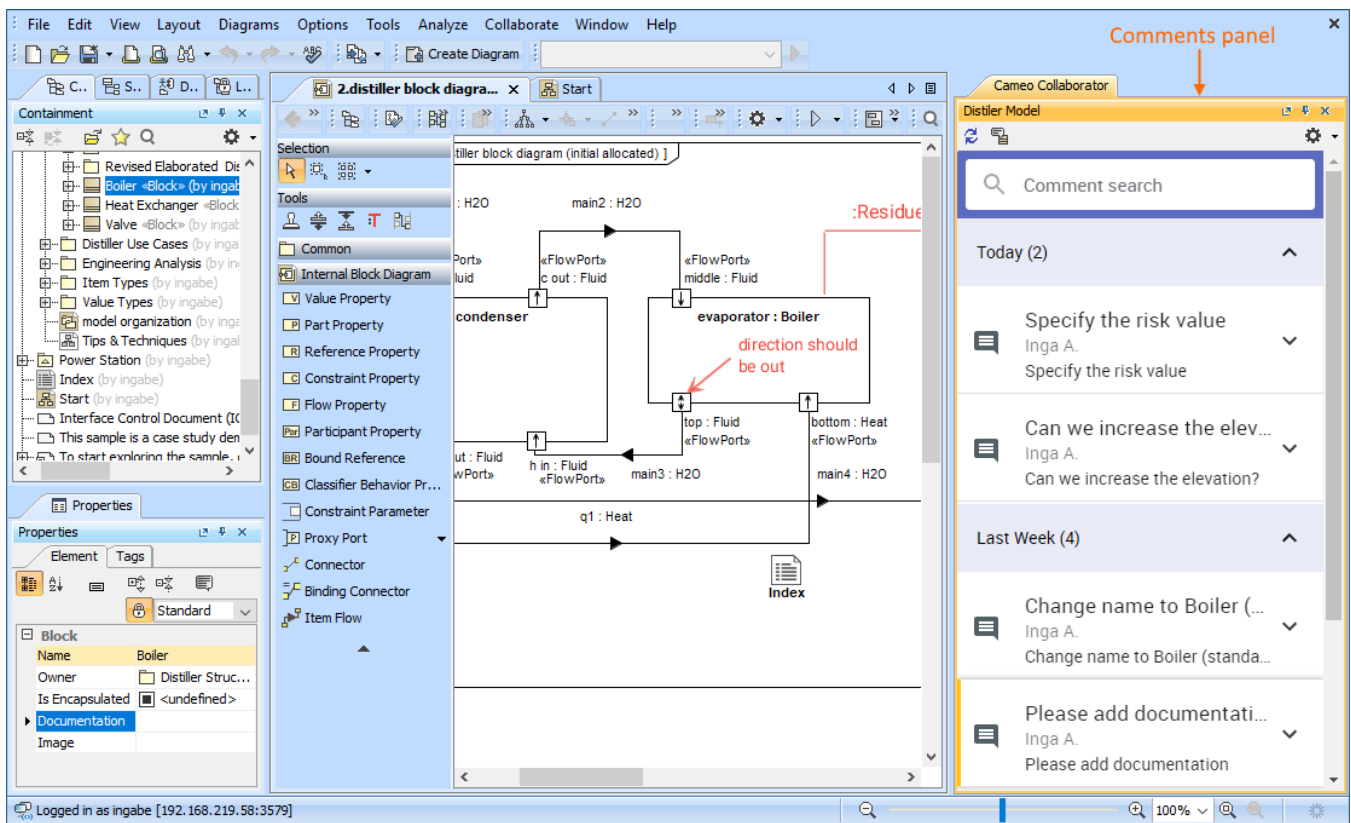 File Edit View Layout Diagrams Options Tools Analyze Collaborate Window Help
Comments panel
Create Diagram
C.. S.. D.. L..
2.distiller block diagra... Start
Cameo Collaborator
Containment
Distiler Model
Revised Elaborated Dis
Boiler «Block» (by ingab
Heat Exchanger «Block
Valve «Block» (by ingab
Distiller Use Cases (by inga
Engineering Analysis (by in
Item Types (by ingabe)
Value Types (by ingabe)
model organization (by inga
Tips & Techniques (by ingal
Power Station (by ingabe)
Index (by ingabe)
Start (by ingabe)
Interface Control Document (IC
This sample is a case study dem
To start exploring the sample,
Properties
Properties
Element Tags
Standard
Block
Name Boiler
Owner Distiller Struc...
Is Encapsulated <undefined>
Documentation
Image
Selection
Tools
Common
Internal Block Diagram
Value Property
Part Property
Reference Property
Constraint Property
Flow Property
Participant Property
Bound Reference
Classifier Behavior Pr...
Constraint Parameter
Proxy Port
Connector
Binding Connector
Item Flow
tiller block diagram (initial allocated) ]
: H2O main2 : H2O
:Residue
Port» «FlowPort» «FlowPort»
luid c out : Fluid middle : Fluid
condenser evaporator : Boiler
direction should
be out
top : Fluid bottom : Heat
«FlowPort» «FlowPort»
ut : Fluid h in : Fluid
wPort» «FlowPort» main3 : H2O main4 : H2O
q1 : Heat
Index
Comment search
Today (2)
Specify the risk value
Inga A.
Specify the risk value
Can we increase the elev...
Inga A.
Can we increase the elevation?
Last Week (4)
Change name to Boiler (...
Inga A.
Change name to Boiler (standa...
Please add documentati...
Inga A.
Please add documentation
Logged in as ingabe [192.168.219.58:3579]
100%